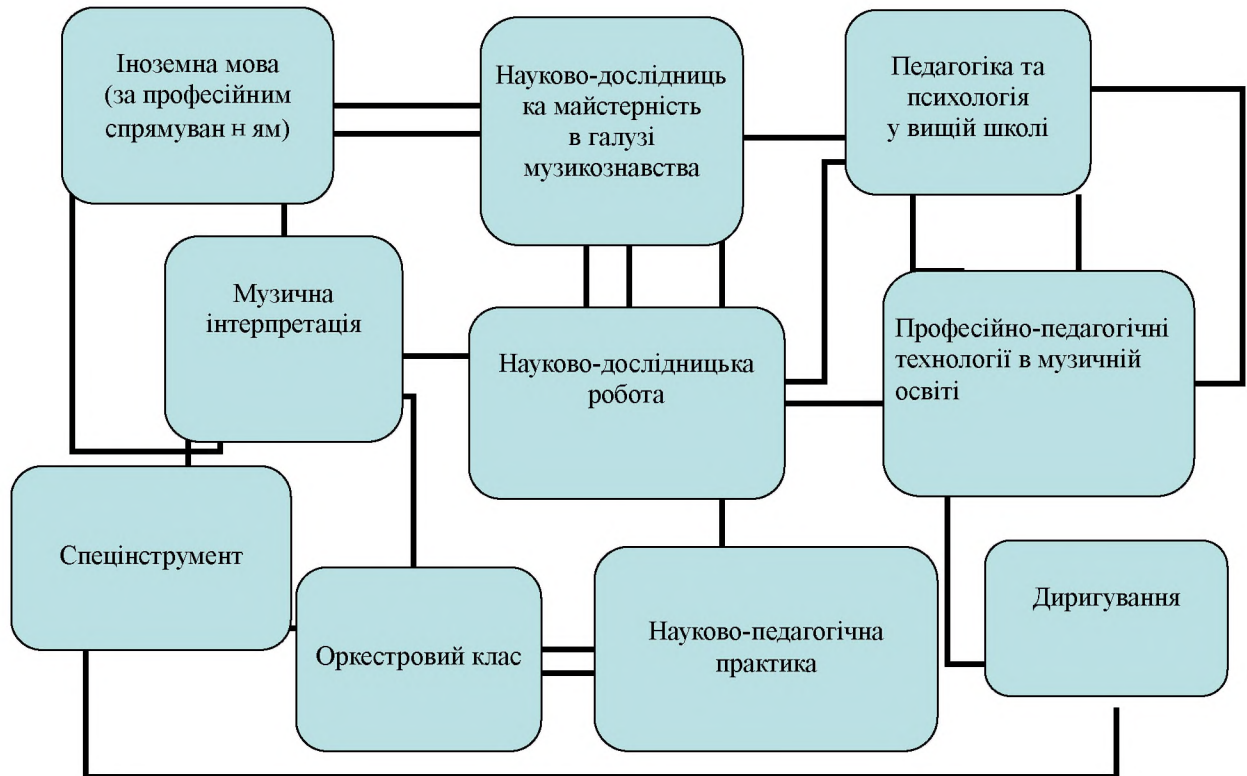 Іноземна мова
(за професійним
спрямуван н ям)
Науково-дослідниць
ка майстерність
в галузі
музикознавства
Педагогіка та
психологія
у вищій школі
Музична
інтерпретація
Науково-дослідницька
робота
Професійно-педагогічні
технології в музичній
освіті
Спецінструмент
Оркестровий клас
Науково-педагогічна
практика
Диригування